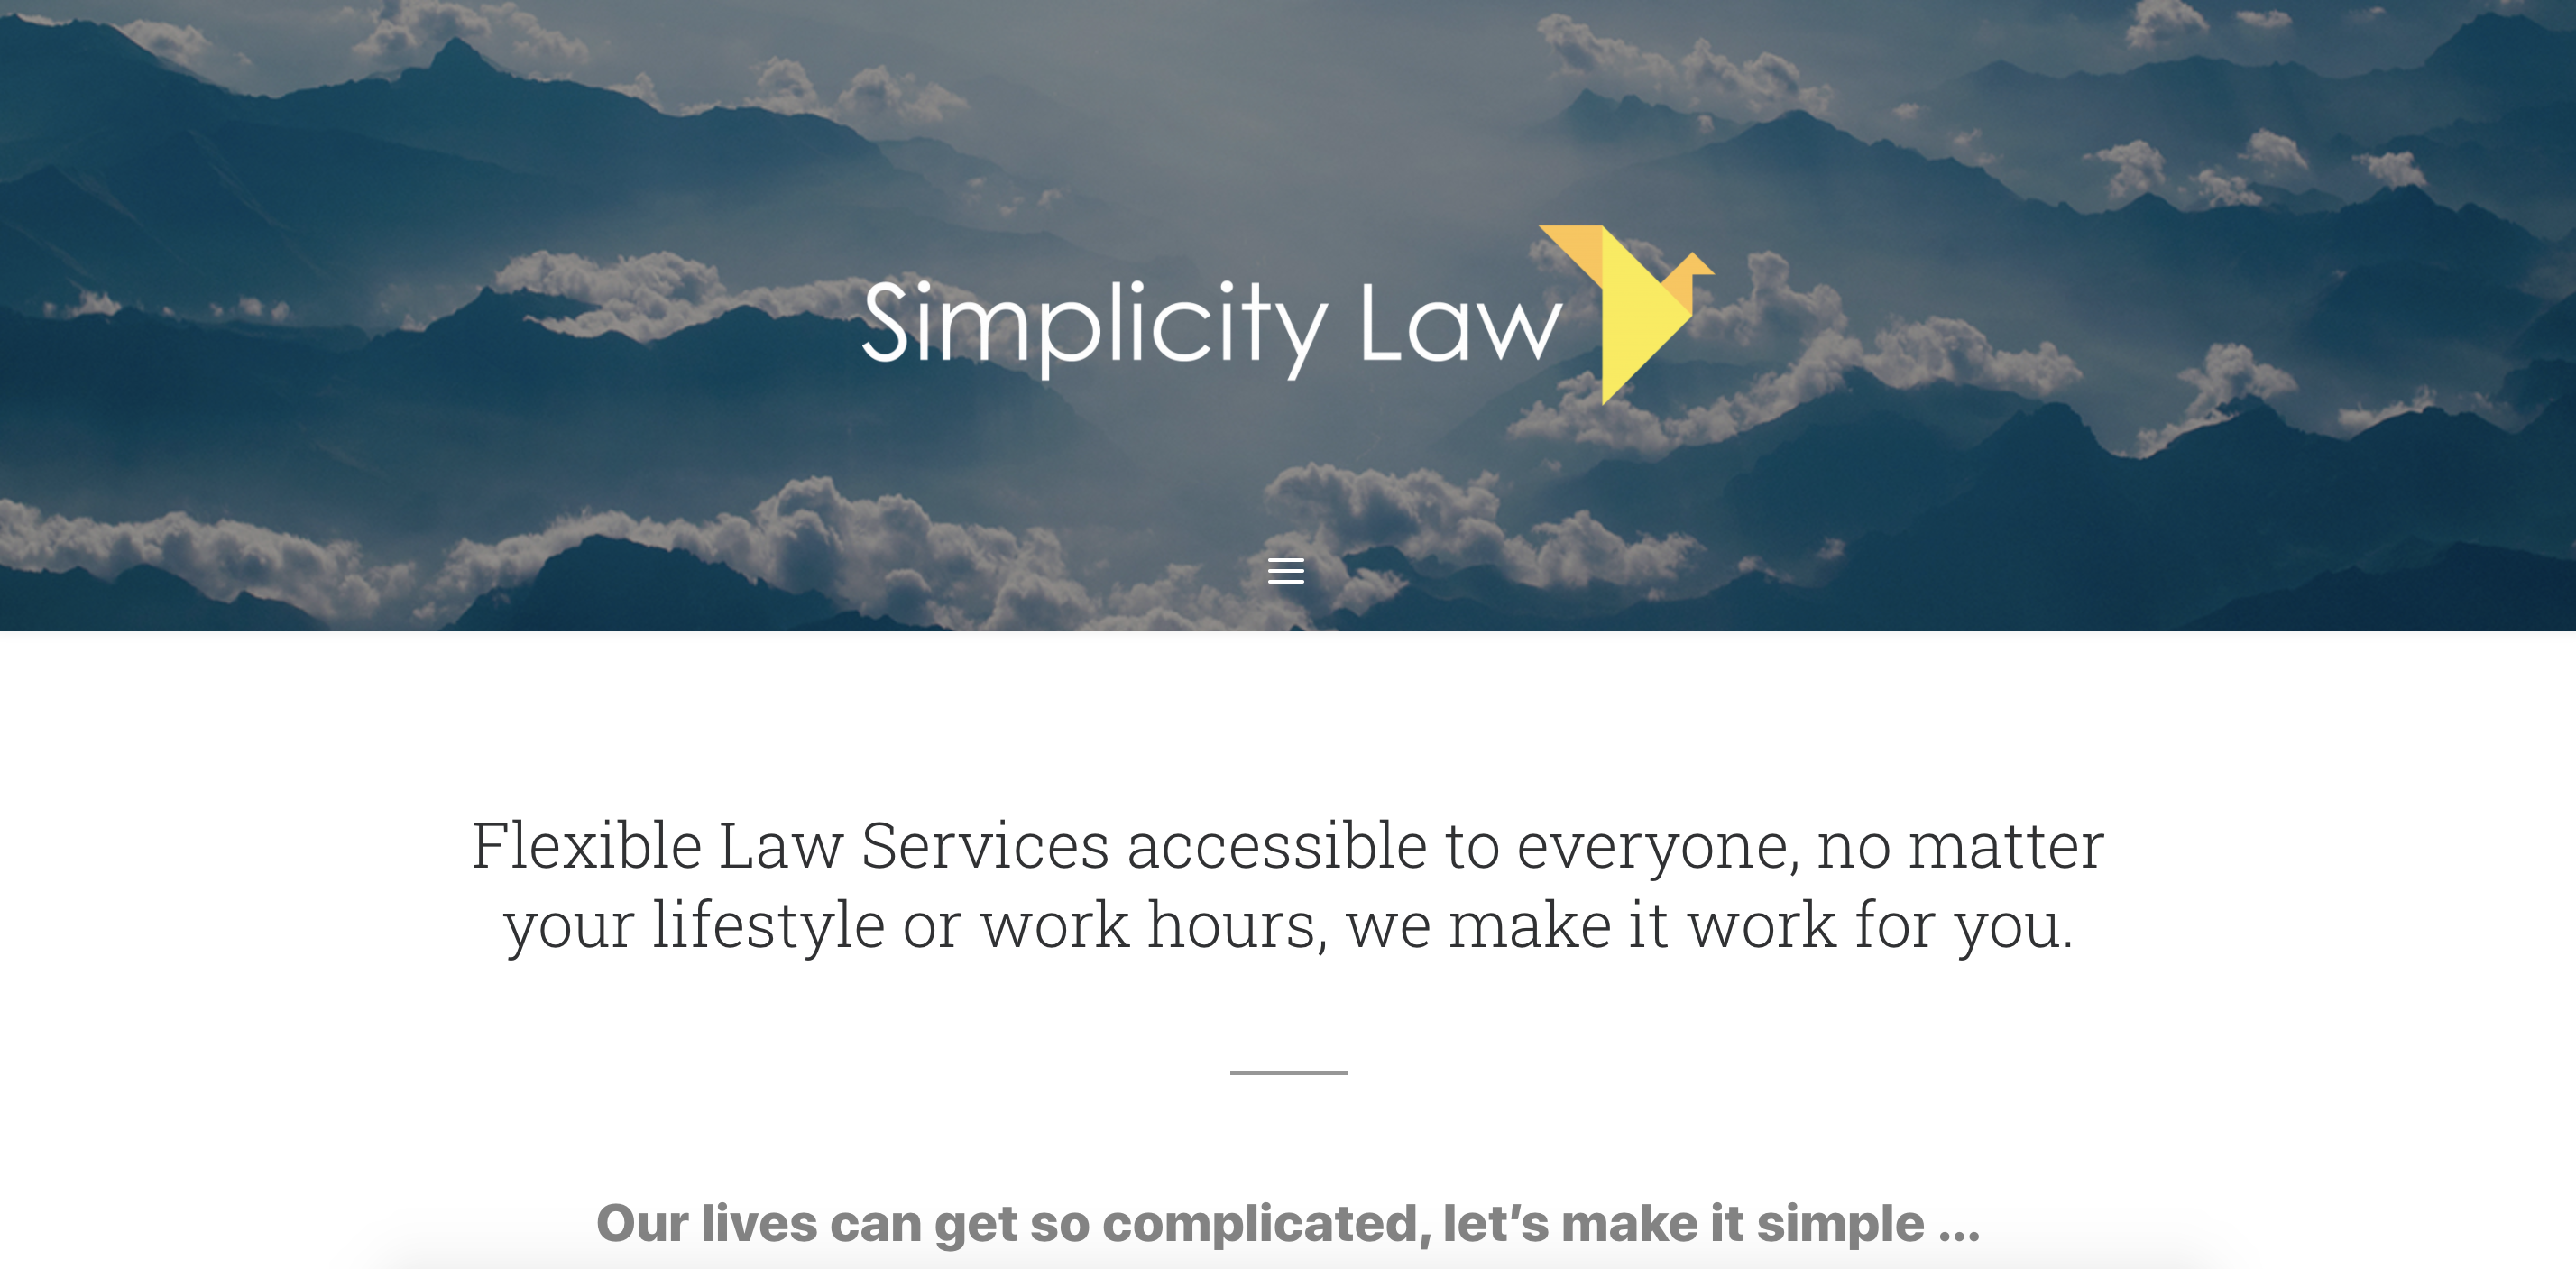 Simplicity Law
Flexible Law Services accessible to everyone, no matter
your lifestyle or work hours, we make it work for you.
Our lives can get so complicated, let’s make it simple ...